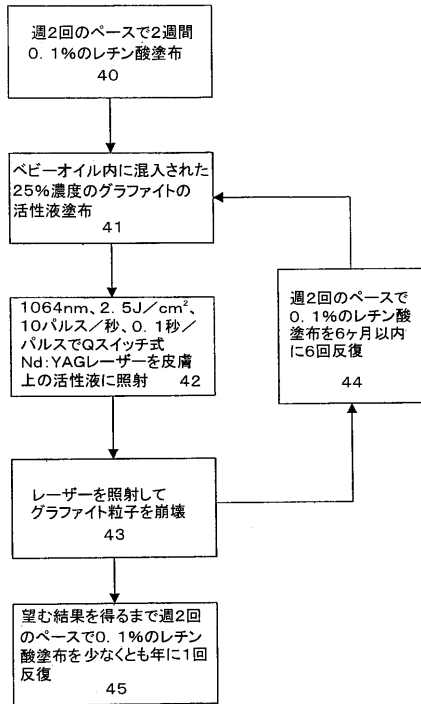 週2回のペースで2週間
0.1%のレチン酸塗布
40
ベビーオイル内に混入された
25%濃度のグラファイトの
活性液塗布
41
1064nm、2.5J/cm²、
10パルス/秒、0.1秒/
パルスでQスイッチ式
Nd:YAGレーザーを皮膚
上の活性液に照射 42
週2回のペースで
0.1%のレチン酸
塗布を6ヶ月以内
に6回反復
44
レーザーを照射して
グラファイト粒子を崩壊
43
望む結果を得るまで週2回
のペースで0.1%のレチン
酸塗布を少なくとも年に1回
反復
45